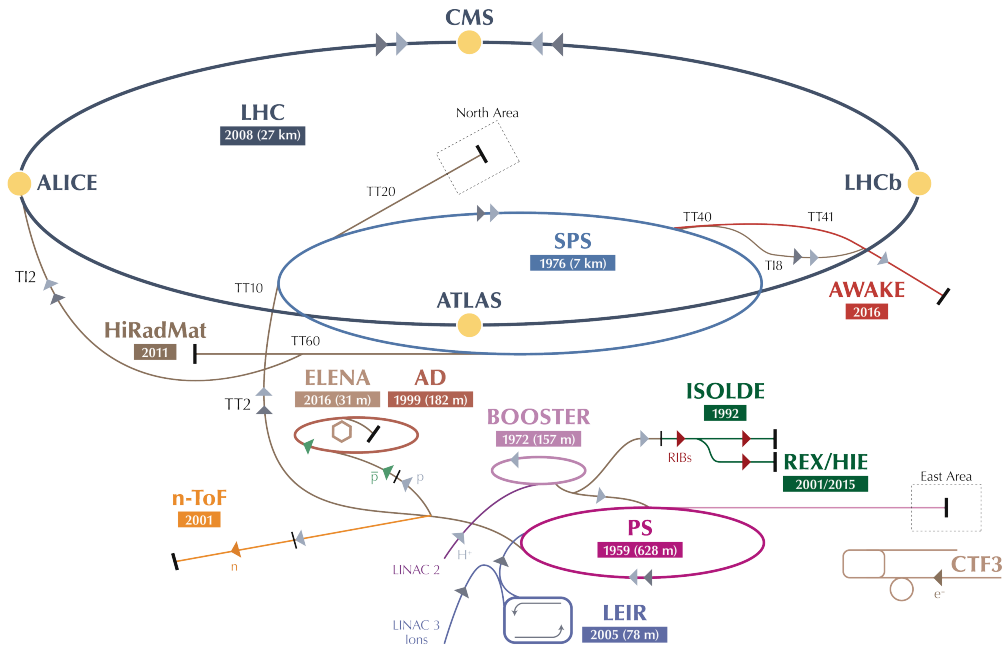 CMS
LHC
2008 (27 km)
North Area
ALICE
LHCb
TT20
TT40
TT41
SPS
1976 (7 km)
TI8
TI2
TT10
ATLAS
AWAKE
2016
HiRadMat
2011
TT60
ELENA
2016 (31 m)
AD
1999 (182 m)
TT2
ISOLDE
1992
BOOSTER
1972 (157 m)
RIBs
REX/HIE
2001/2015
p̅
p
East Area
n-ToF
2001
PS
1959 (628 m)
H⁺
n
LINAC 2
CTF3
e⁻
LEIR
2005 (78 m)
LINAC 3
Ions